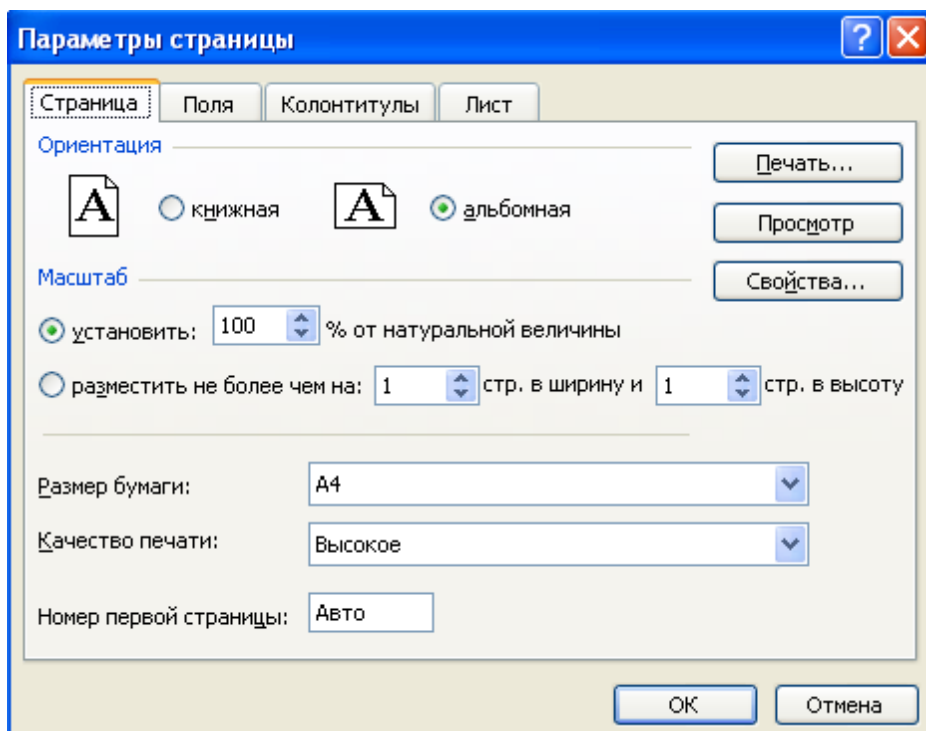 Параметры страницы
Страница Поля Колонтитулы Лист
Ориентация
Печать...
A книжная A альбомная
Просмотр
Масштаб
Свойства...
установить: 100 % от натуральной величины
разместить не более чем на: 1 стр. в ширину и 1 стр. в высоту
Размер бумаги: A4
Качество печати: Высокое
Номер первой страницы: Авто
ОК Отмена